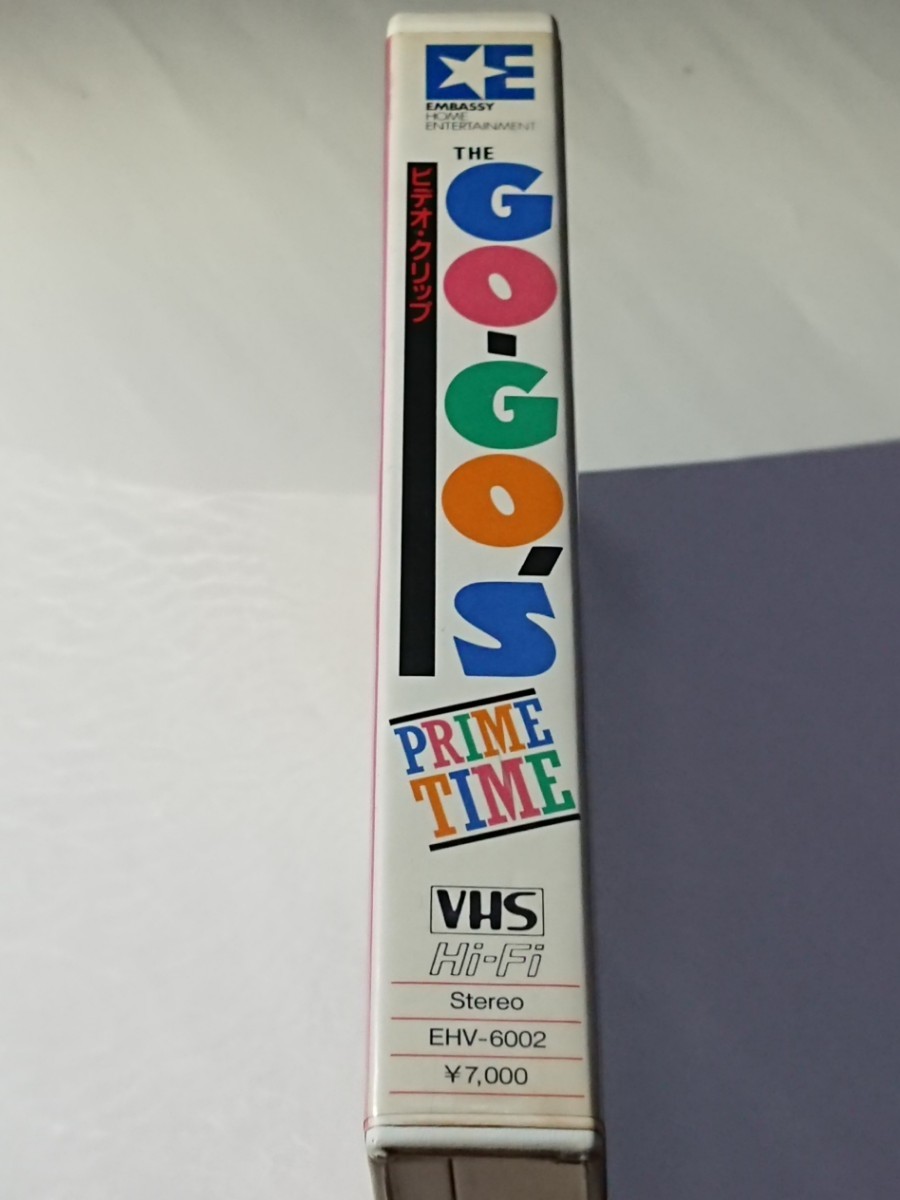 EMBASSY
HOME
ENTERTAINMENT
THE
GO-GO'S
ビデオ・クリップ
PRIME
TIME
VHS
Hi-Fi
Stereo
EHV-6002
¥7,000